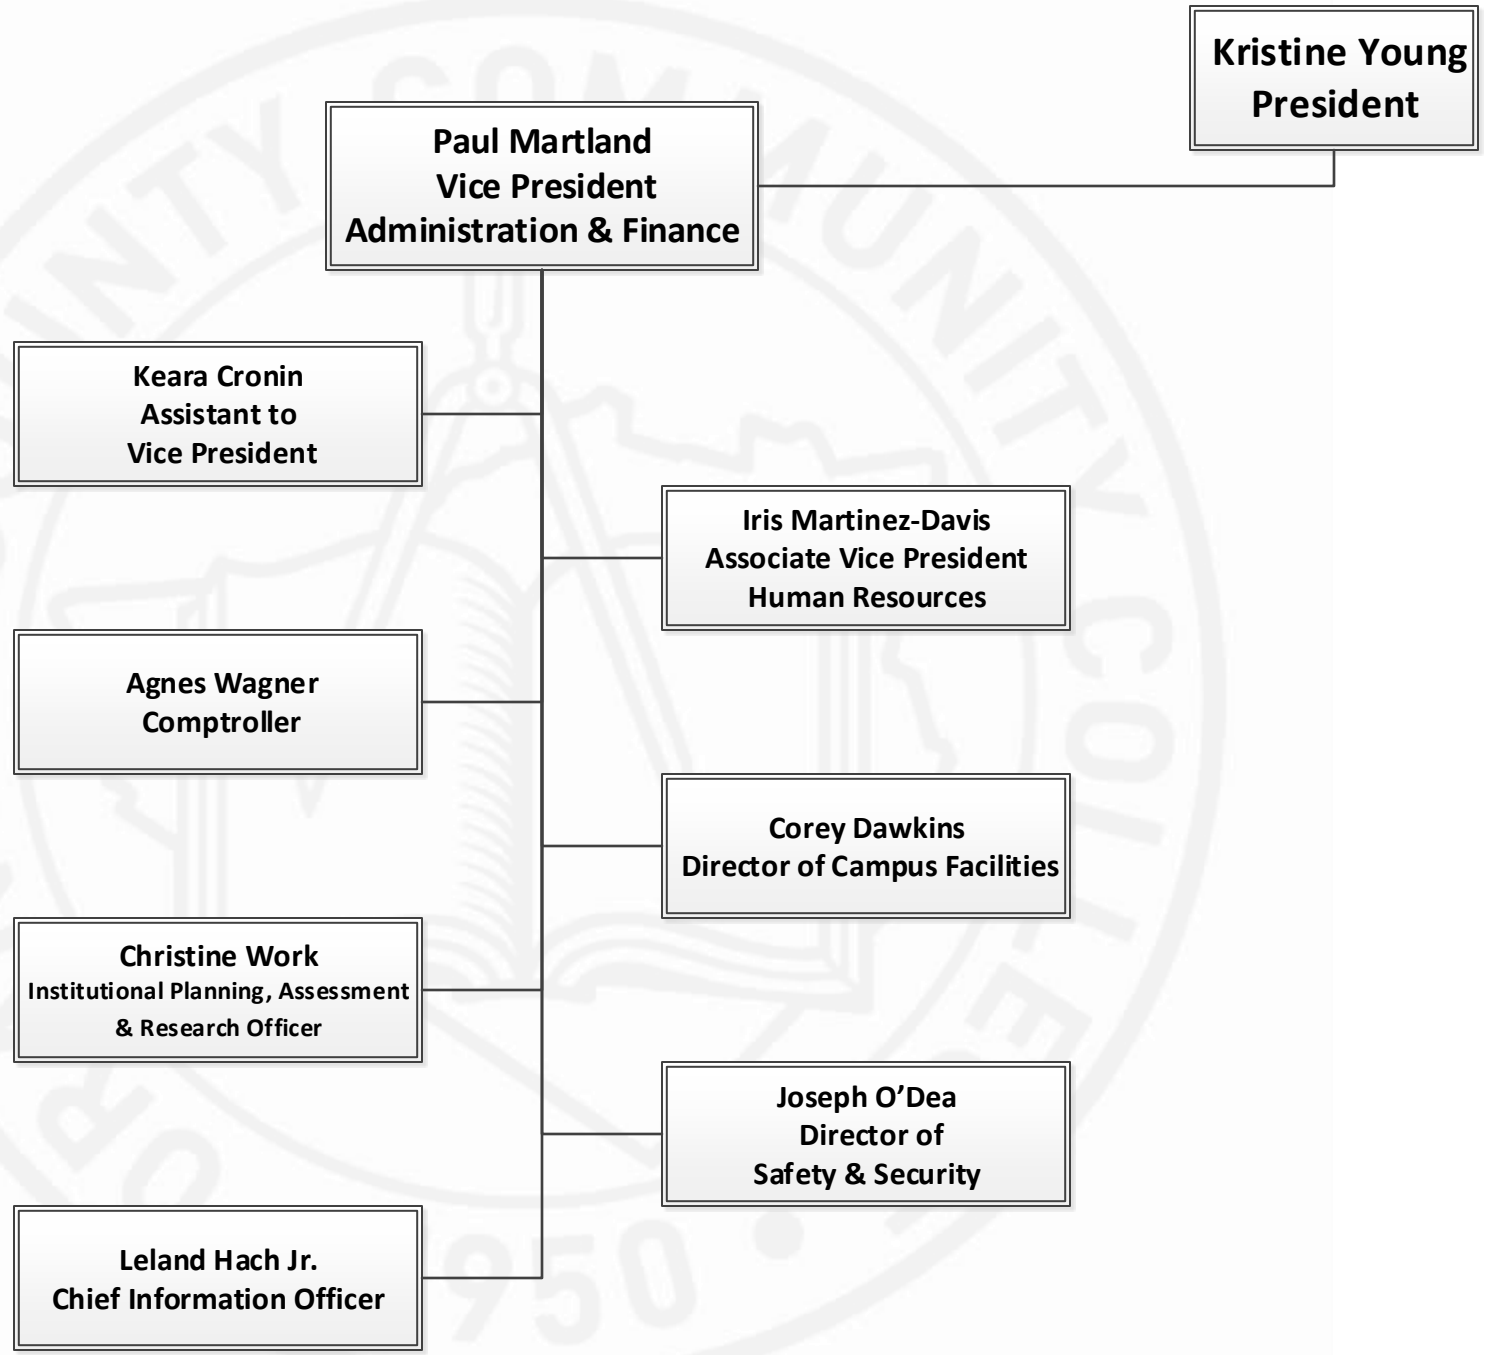 Kristine Young
President
Paul Martland
Vice President
Administration & Finance
Keara Cronin
Assistant to
Vice President
Iris Martinez-Davis
Associate Vice President
Human Resources
Agnes Wagner
Comptroller
Corey Dawkins
Director of Campus Facilities
Christine Work
Institutional Planning, Assessment
& Research Officer
Joseph O’Dea
Director of
Safety & Security
Leland Hach Jr.
Chief Information Officer
COMMUNITY